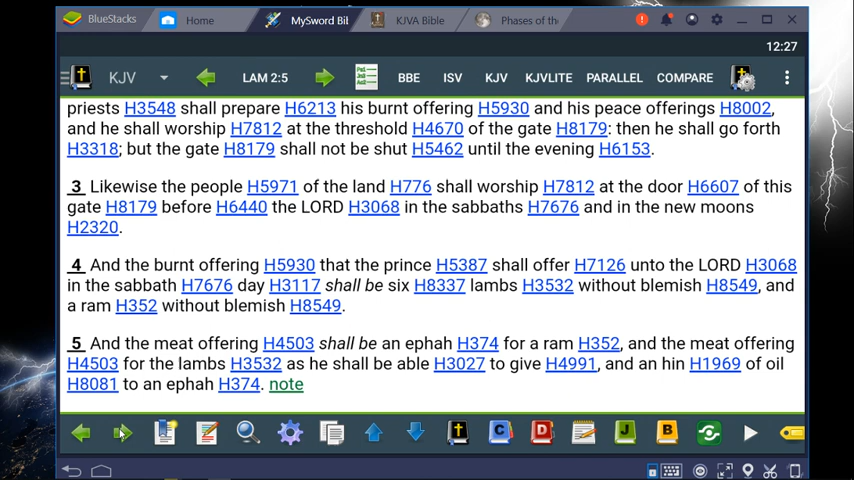 BlueStacks Home MySword Bil KJVA Bible Phases of the
12:27
KJV LAM 2:5 BBE ISV KJV KJVLITE PARALLEL COMPARE
priests H3548 shall prepare H6213 his burnt offering H5930 and his peace offerings H8002,
and he shall worship H7812 at the threshold H4670 of the gate H8179: then he shall go forth
H3318; but the gate H8179 shall not be shut H5462 until the evening H6153.
3 Likewise the people H5971 of the land H776 shall worship H7812 at the door H6607 of this
gate H8179 before H6440 the LORD H3068 in the sabbaths H7676 and in the new moons
H2320.
4 And the burnt offering H5930 that the prince H5387 shall offer H7126 unto the LORD H3068
in the sabbath H7676 day H3117 shall be six H8337 lambs H3532 without blemish H8549, and
a ram H352 without blemish H8549.
5 And the meat offering H4503 shall be an ephah H374 for a ram H352, and the meat offering
H4503 for the lambs H3532 as he shall be able H3027 to give H4991, and an hin H1969 of oil
H8081 to an ephah H374. note
C D J B